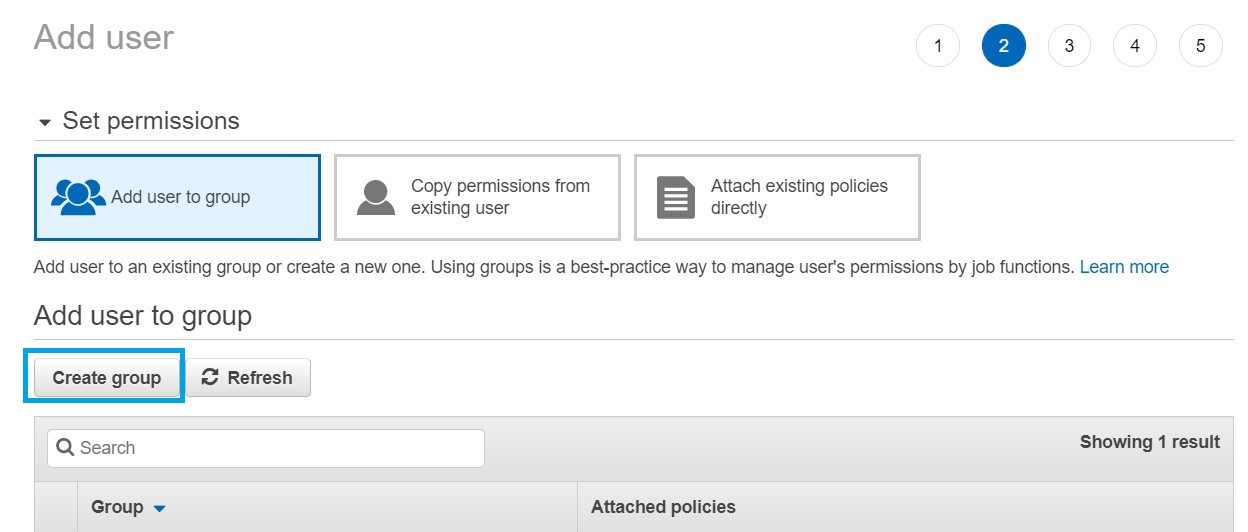 Add user
1 2 3 4 5
Set permissions
Add user to group
Copy permissions from
existing user
Attach existing policies
directly
Add user to an existing group or create a new one. Using groups is a best-practice way to manage user's permissions by job functions. Learn more
Add user to group
Create group Refresh
Search
Showing 1 result
Group Attached policies